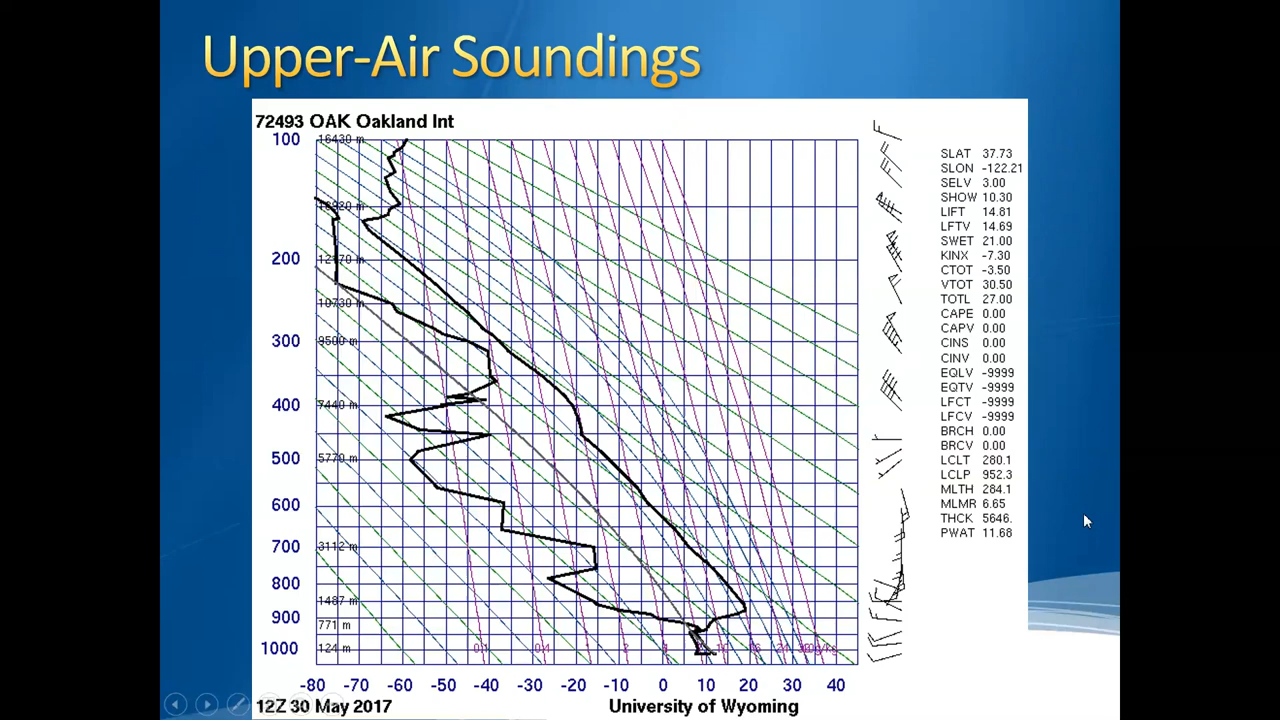 Upper-Air Soundings
72493 OAK Oakland Int
100
16430 m
200
10730 m
300
9500 m
400
7440 m
500
5770 m
600
700
3112 m
800
1487 m
900
771 m
1000
124 m
-80 -70 -60 -50 -40 -30 -20 -10 0 10 20 30 40
12Z 30 May 2017
University of Wyoming
SLAT 37.73
SLON -122.21
SELV 3.00
SHOW 10.30
LIFT 14.81
LFTV 14.69
SWET 21.00
KINX -7.30
CTOT -3.50
VTOT 30.50
TOTL 27.00
CAPE 0.00
CAPV 0.00
CINS 0.00
CINV 0.00
EQLV -9999
EQTV -9999
LFCT -9999
LFCV -9999
BRCH 0.00
BRCV 0.00
LCLT 280.1
LCLP 952.3
MLTH 284.1
MLMR 6.65
THCK 5646.
PWAT 11.68